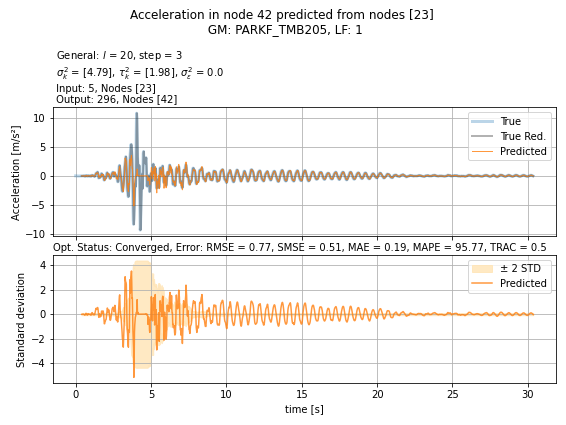 Acceleration in node 42 predicted from nodes [23]
GM: PARKF_TMB205, LF: 1
General: l = 20, step = 3
σ²ₖ = [4.79], τ²ₖ = [1.98], σ²ε = 0.0
Input: 5, Nodes [23]
Output: 296, Nodes [42]
True
True Red.
Predicted
10
5
0
−5
−10
Acceleration [m/s²]
Opt. Status: Converged, Error: RMSE = 0.77, SMSE = 0.51, MAE = 0.19, MAPE = 95.77, TRAC = 0.5
± 2 STD
Predicted
4
2
0
−2
−4
Standard deviation
0 5 10 15 20 25 30
time [s]